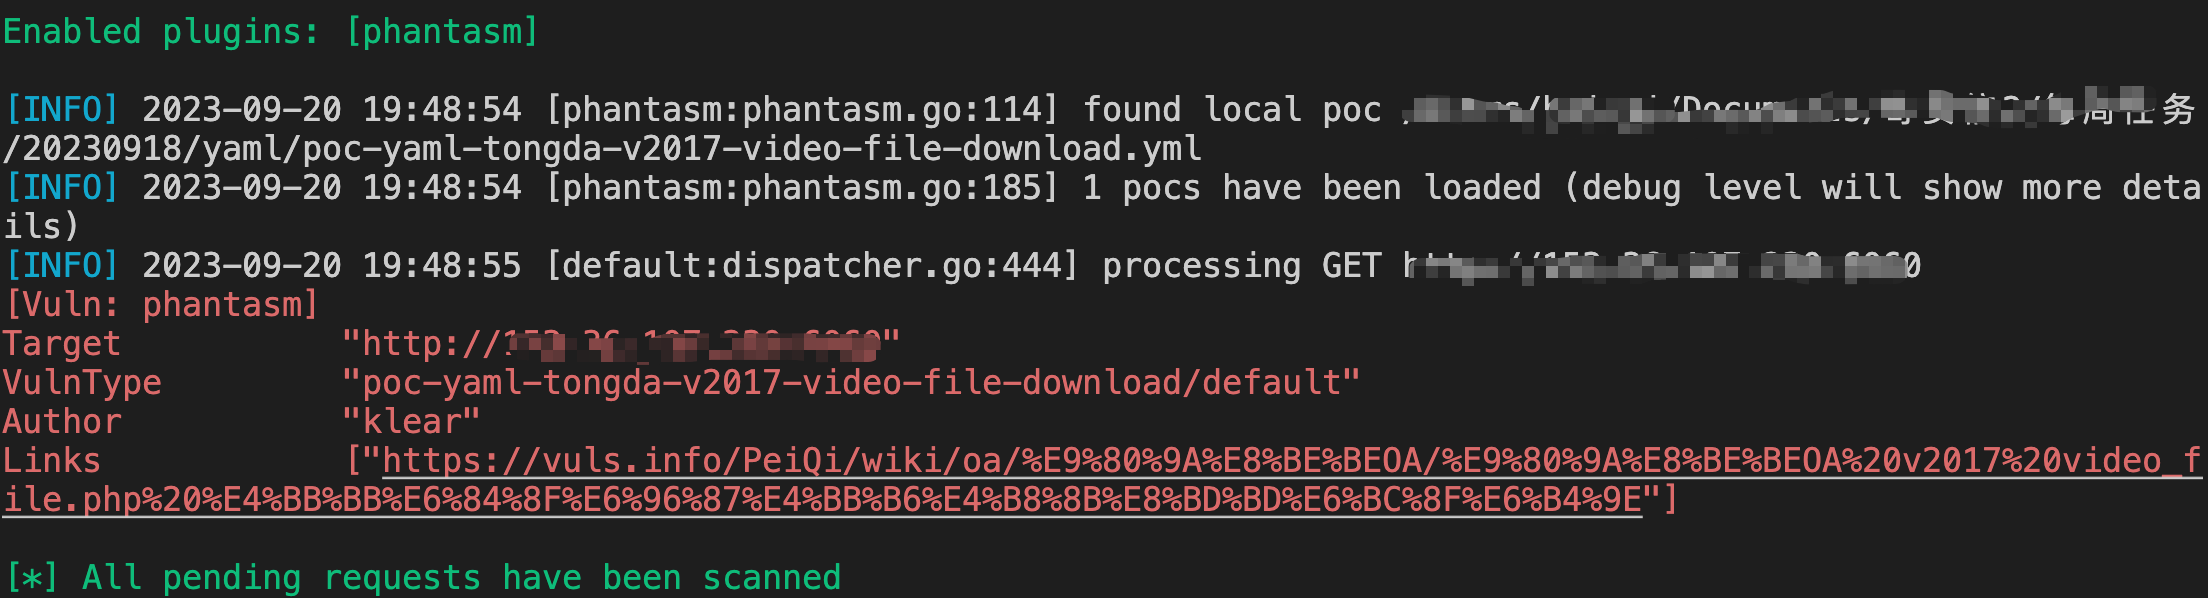 Enabled plugins: [phantasm]
[INFO] 2023-09-20 19:48:54 [phantasm:phantasm.go:114] found local poc 周任务
/20230918/yaml/poc-yaml-tongda-v2017-video-file-download.yml
[INFO] 2023-09-20 19:48:54 [phantasm:phantasm.go:185] 1 pocs have been loaded (debug level will show more deta
ils)
[INFO] 2023-09-20 19:48:55 [default:dispatcher.go:444] processing GET
[Vuln: phantasm]
Target "http://
VulnType "poc-yaml-tongda-v2017-video-file-download/default"
Author "klear"
Links ["https://vuls.info/PeiQi/wiki/oa/%E9%80%9A%E8%BE%BEOA/%E9%80%9A%E8%BE%BEOA%20v2017%20video_f
ile.php%20%E4%BB%BB%E6%84%8F%E6%96%87%E4%BB%B6%E4%B8%8B%E8%BD%BD%E6%BC%8F%E6%B4%9E"]
[*] All pending requests have been scanned